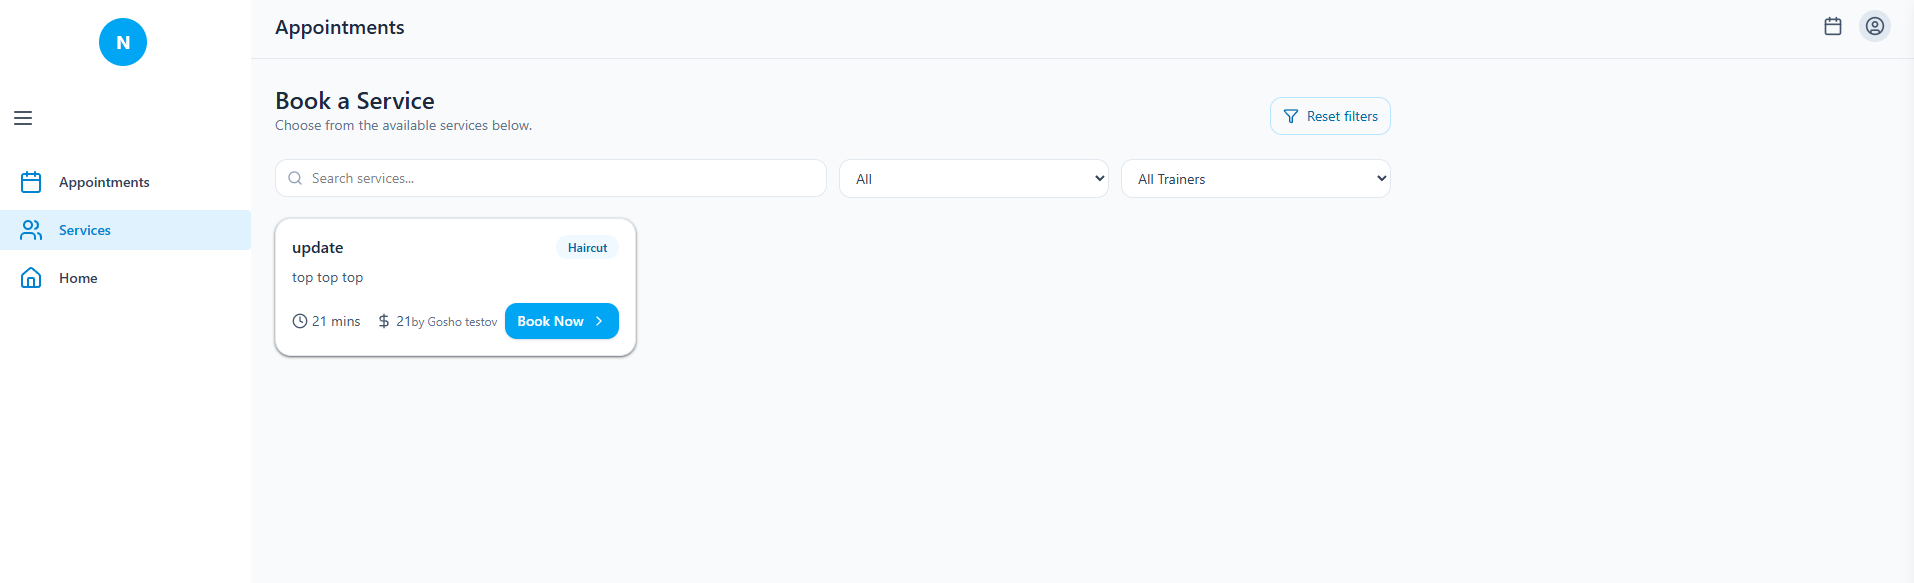 N
Appointments
Services
Home
Appointments
Book a Service
Choose from the available services below.
Reset filters
Search services...
All
All Trainers
update
Haircut
top top top
21 mins $ 21by Gosho testov Book Now